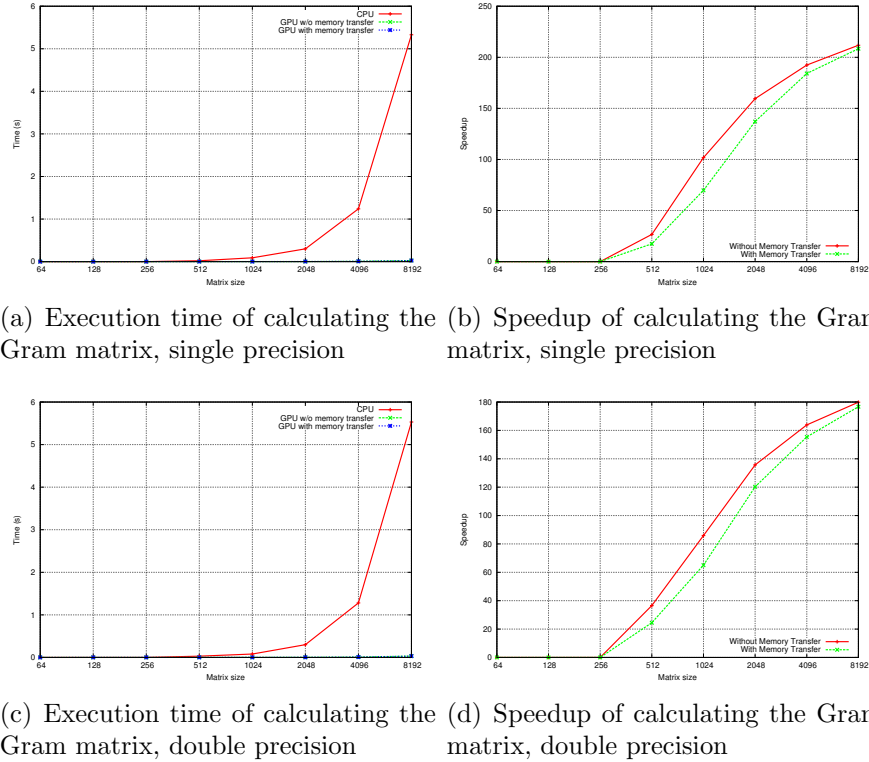 6
5
4
3
2
1
0
64 128 256 512 1024 2048 4096 8192
Time (s)
Matrix size
CPU
GPU w/o memory transfer
GPU with memory transfer
250
200
150
100
50
0
64 128 256 512 1024 2048 4096 8192
Speedup
Matrix size
Without Memory Transfer
With Memory Transfer
(a) Execution time of calculating the
Gram matrix, single precision
(b) Speedup of calculating the Gram
matrix, single precision
6
5
4
3
2
1
0
64 128 256 512 1024 2048 4096 8192
Time (s)
Matrix size
CPU
GPU w/o memory transfer
GPU with memory transfer
180
160
140
120
100
80
60
40
20
0
64 128 256 512 1024 2048 4096 8192
Speedup
Matrix size
Without Memory Transfer
With Memory Transfer
(c) Execution time of calculating the
Gram matrix, double precision
(d) Speedup of calculating the Gram
matrix, double precision